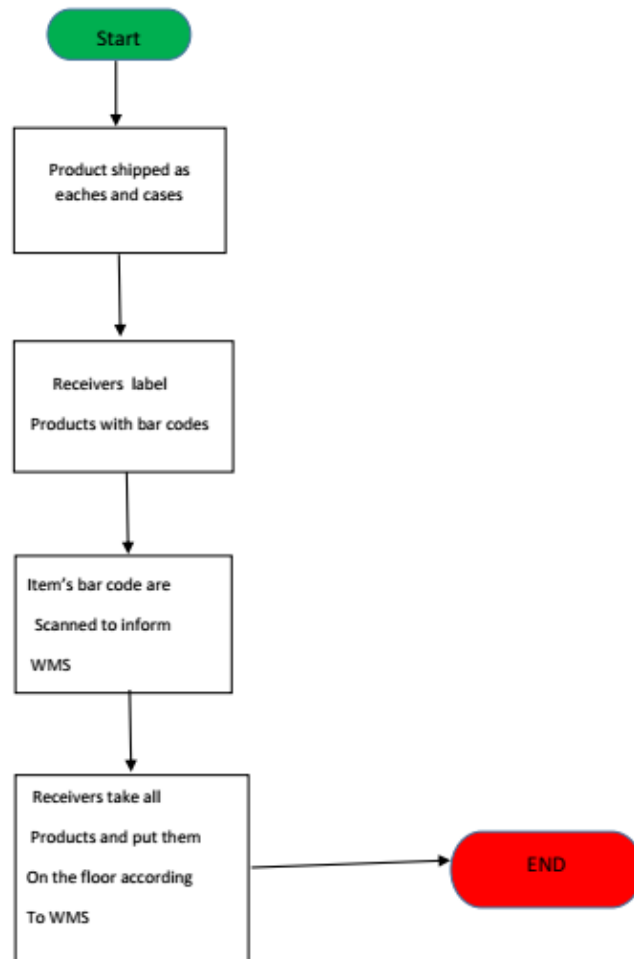 Start
Product shipped as
eaches and cases
Receivers label
Products with bar codes
Item's bar code are
Scanned to inform
WMS
Receivers take all
Products and put them
On the floor according
To WMS
END